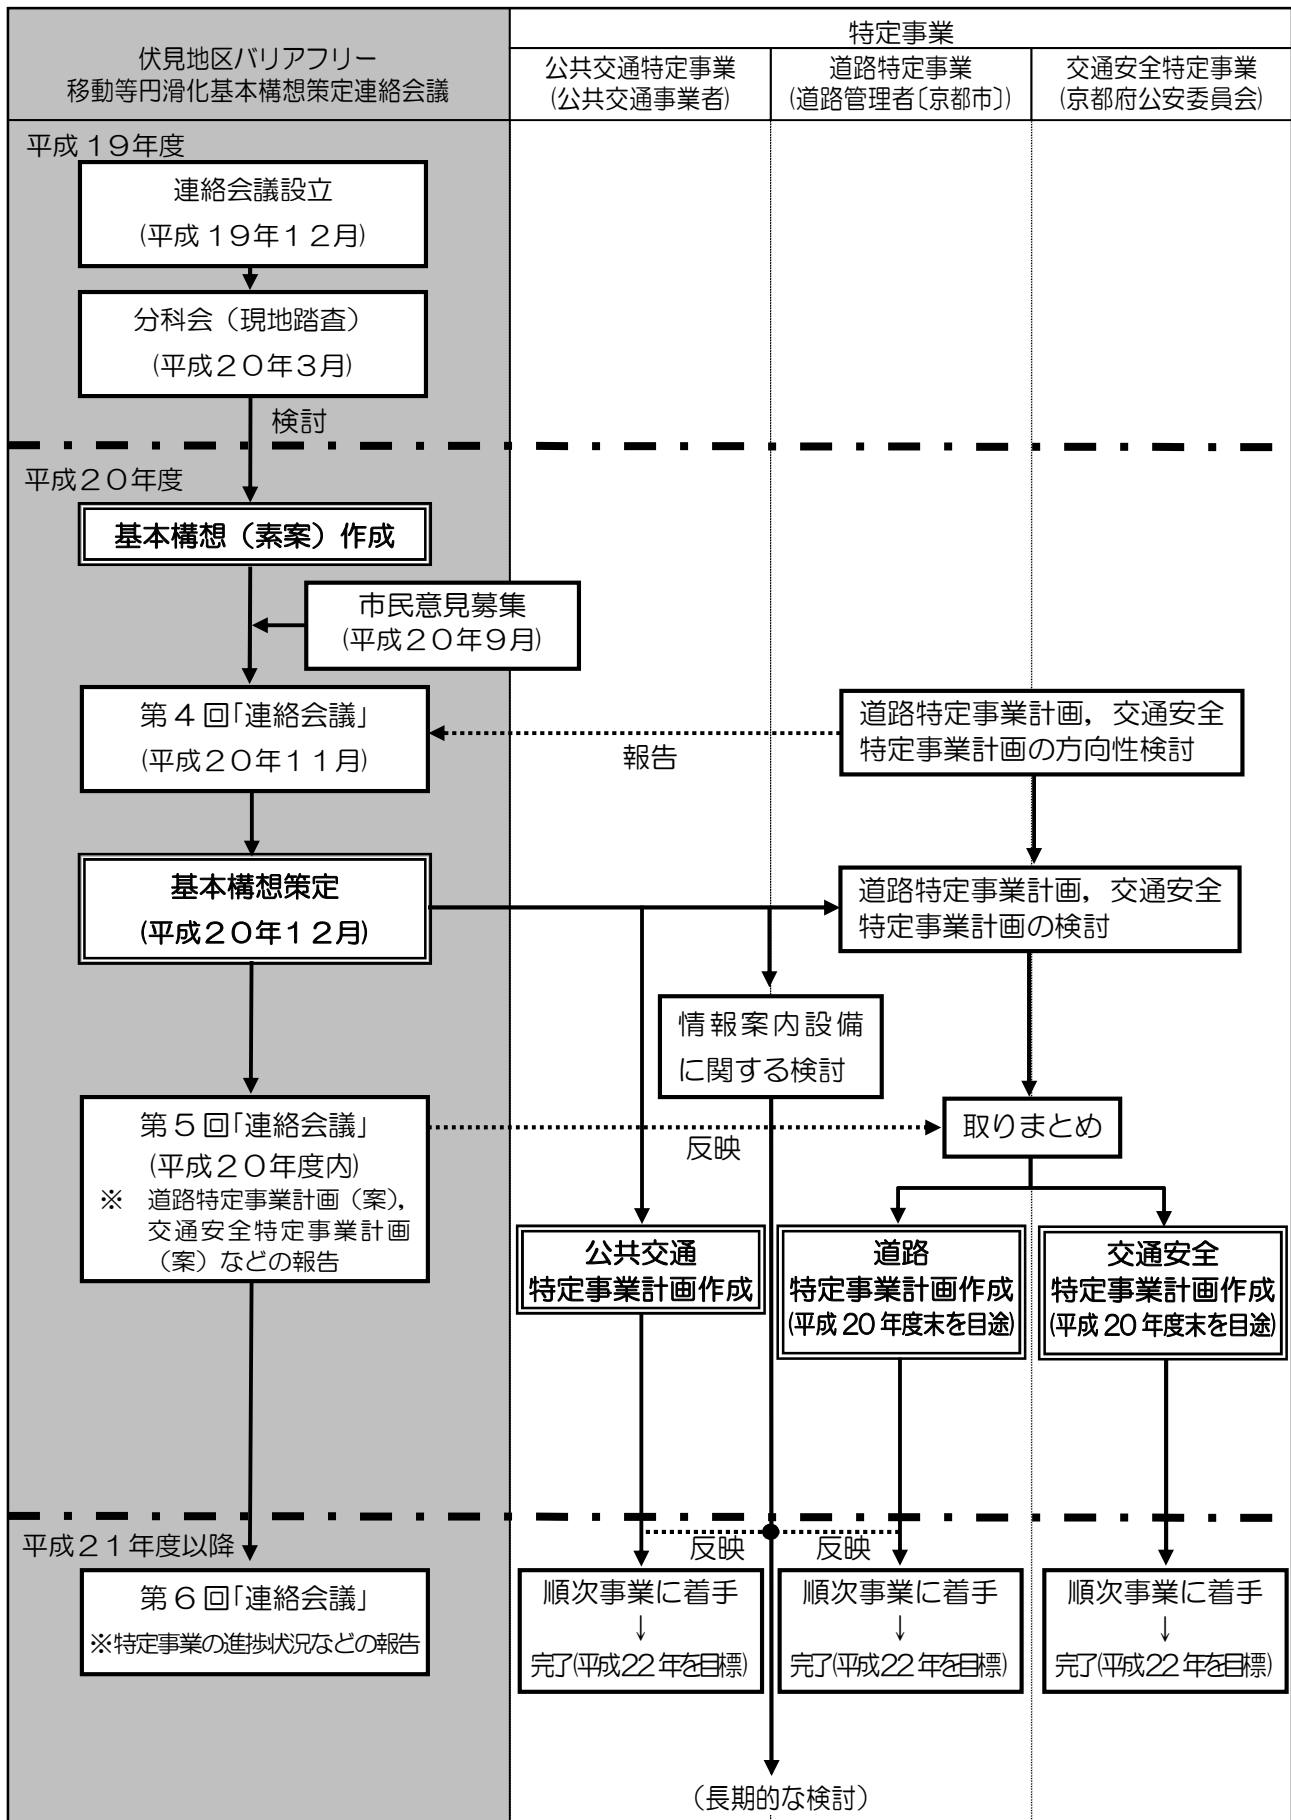 伏見地区バリアフリー
移動等円滑化基本構想策定連絡会議
特定事業
公共交通特定事業
(公共交通事業者)
道路特定事業
(道路管理者〔京都市〕)
交通安全特定事業
(京都府公安委員会)
平成19年度
連絡会議設立
(平成19年12月)
分科会（現地踏査）
(平成20年3月)
検討
平成20年度
基本構想（素案）作成
市民意見募集
(平成20年9月)
第4回「連絡会議」
(平成20年11月)
道路特定事業計画，交通安全
特定事業計画の方向性検討
報告
基本構想策定
(平成20年12月)
道路特定事業計画，交通安全
特定事業計画の検討
情報案内設備
に関する検討
第5回「連絡会議」
(平成20年度内)
※　道路特定事業計画（案），
交通安全特定事業計画
（案）などの報告
反映
取りまとめ
公共交通
特定事業計画作成
道路
特定事業計画作成
(平成20年度末を目途)
交通安全
特定事業計画作成
(平成20年度末を目途)
平成21年度以降
反映
反映
第6回「連絡会議」
※特定事業の進捗状況などの報告
順次事業に着手
↓
完了(平成22年を目標)
順次事業に着手
↓
完了(平成22年を目標)
順次事業に着手
↓
完了(平成22年を目標)
（長期的な検討）